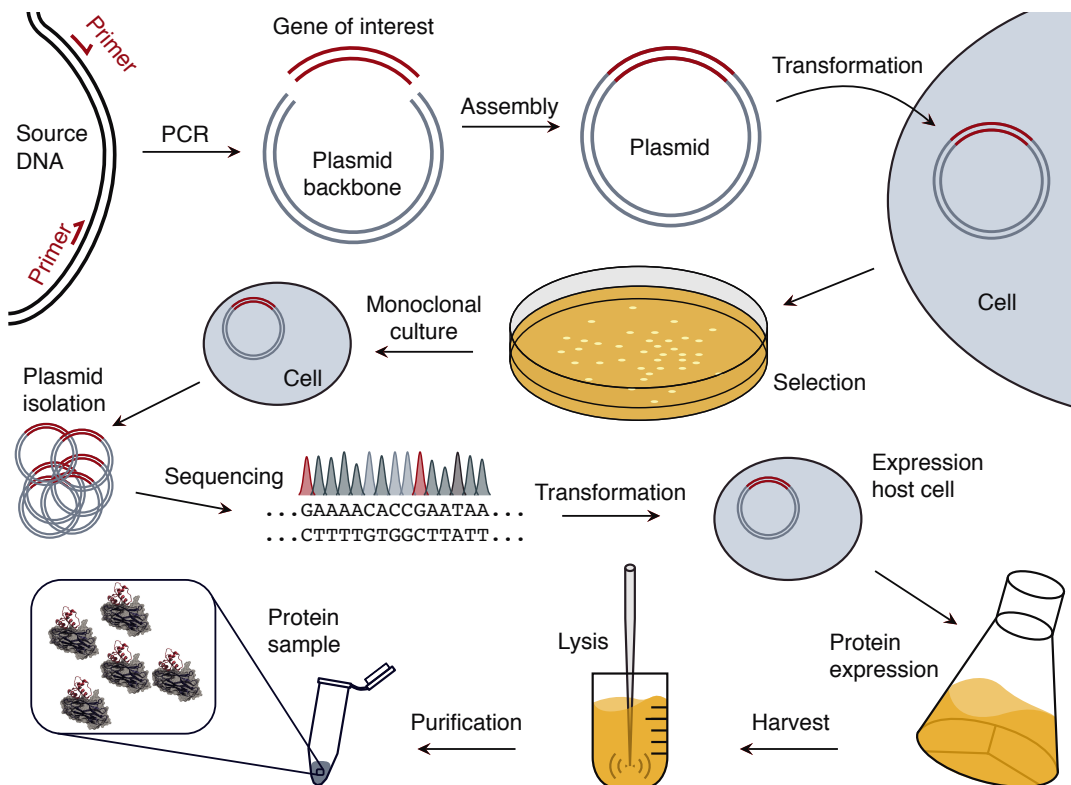 Primer
Gene of interest
Source
DNA
PCR
Plasmid
backbone
Assembly
Plasmid
Transformation
Primer
Cell
Selection
Monoclonal
culture
Cell
Plasmid
isolation
Sequencing
...GAAAACACCGAATAA...
...CTTTTGTGGCTTATT...
Transformation
Expression
host cell
Protein
expression
Harvest
Lysis
Purification
Protein
sample